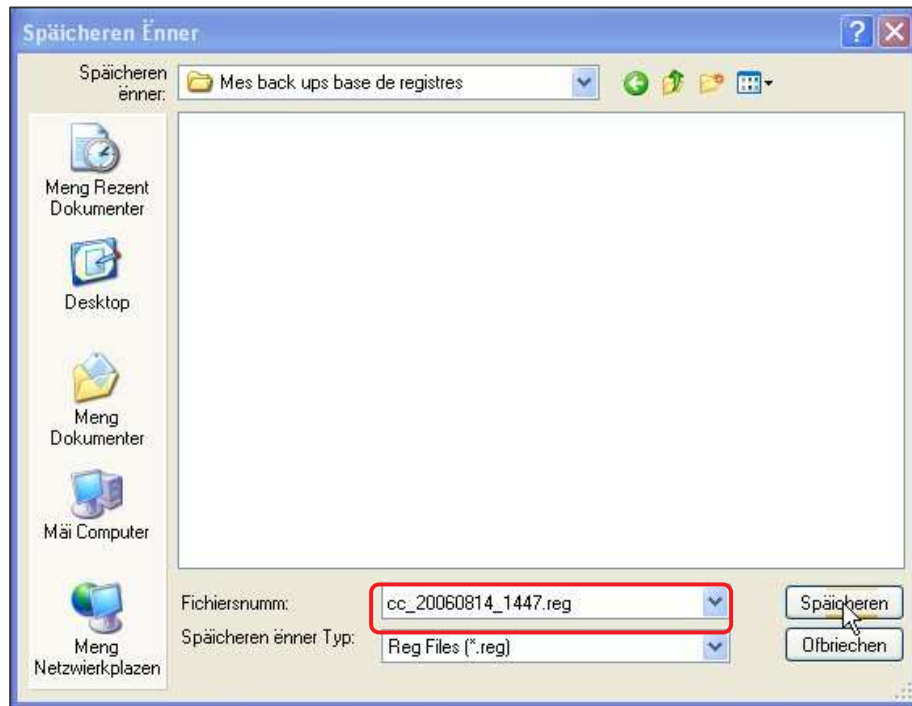 Späicheren Ënner
Späicheren
ënner:
Mes back ups base de registres
Meng Rezent
Dokumenter
Desktop
Meng
Dokumenter
Mäi Computer
Meng
Netzwierkplazen
Fichiersnumm:
cc_20060814_1447.reg
Späicheren
Späicheren ënner Typ:
Reg Files (*.reg)
Ofbriechen